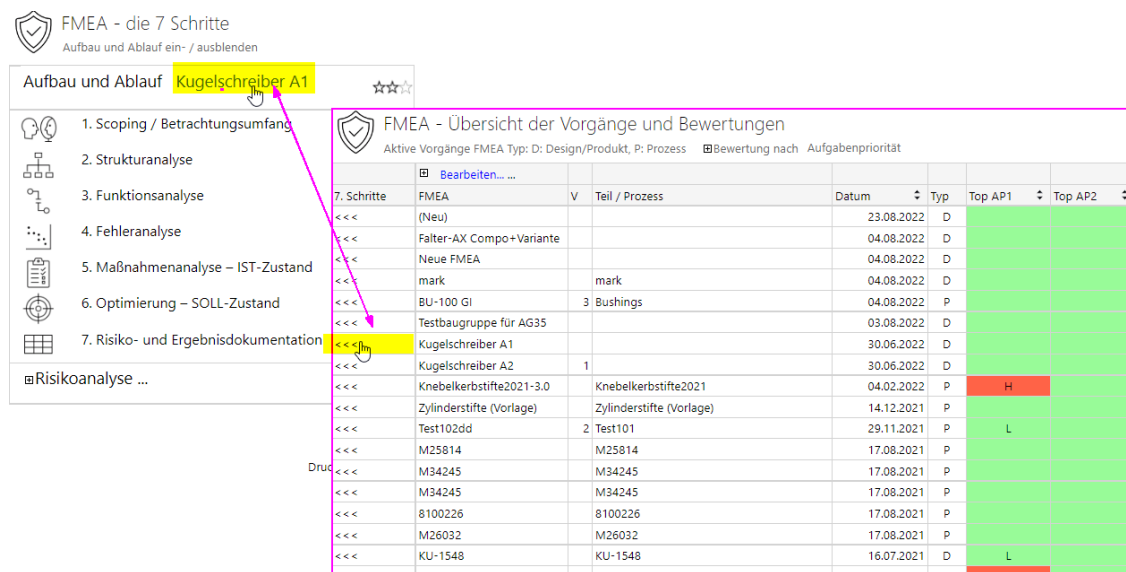 FMEA - die 7 Schritte
Aufbau und Ablauf ein- / ausblenden
Aufbau und Ablauf Kugelschreiber A1
1. Scoping / Betrachtungsumfang
2. Strukturanalyse
3. Funktionsanalyse
4. Fehleranalyse
5. Maßnahmenanalyse – IST-Zustand
6. Optimierung – SOLL-Zustand
7. Risiko- und Ergebnisdokumentation
Risikoanalyse ...
Druc
FMEA - Übersicht der Vorgänge und Bewertungen
Aktive Vorgänge FMEA Typ: D: Design/Produkt, P: Prozess Bewertung nach Aufgabenpriorität
Bearbeiten... ...
7. Schritte FMEA V Teil / Prozess Datum Typ Top AP1 Top AP2
<<< (Neu) 23.08.2022 D
<<< Falter-AX Compo+Variante 04.08.2022 D
<<< Neue FMEA 04.08.2022 D
<<< mark mark 04.08.2022 D
<<< BU-100 GI 3 Bushings 04.08.2022 P
<<< Testbaugruppe für AG35 03.08.2022 D
<<< Kugelschreiber A1 30.06.2022 D
<<< Kugelschreiber A2 1 30.06.2022 D
<<< Knebelkerbstifte2021-3.0 Knebelkerbstifte2021 04.02.2022 P H
<<< Zylinderstifte (Vorlage) Zylinderstifte (Vorlage) 14.12.2021 P
<<< Test102dd 2 Test101 29.11.2021 P L
<<< M25814 M25814 17.08.2021 P
<<< M34245 M34245 17.08.2021 P
<<< M34245 M34245 17.08.2021 P
<<< 8100226 8100226 17.08.2021 P
<<< M26032 M26032 17.08.2021 P
<<< KU-1548 KU-1548 16.07.2021 D L